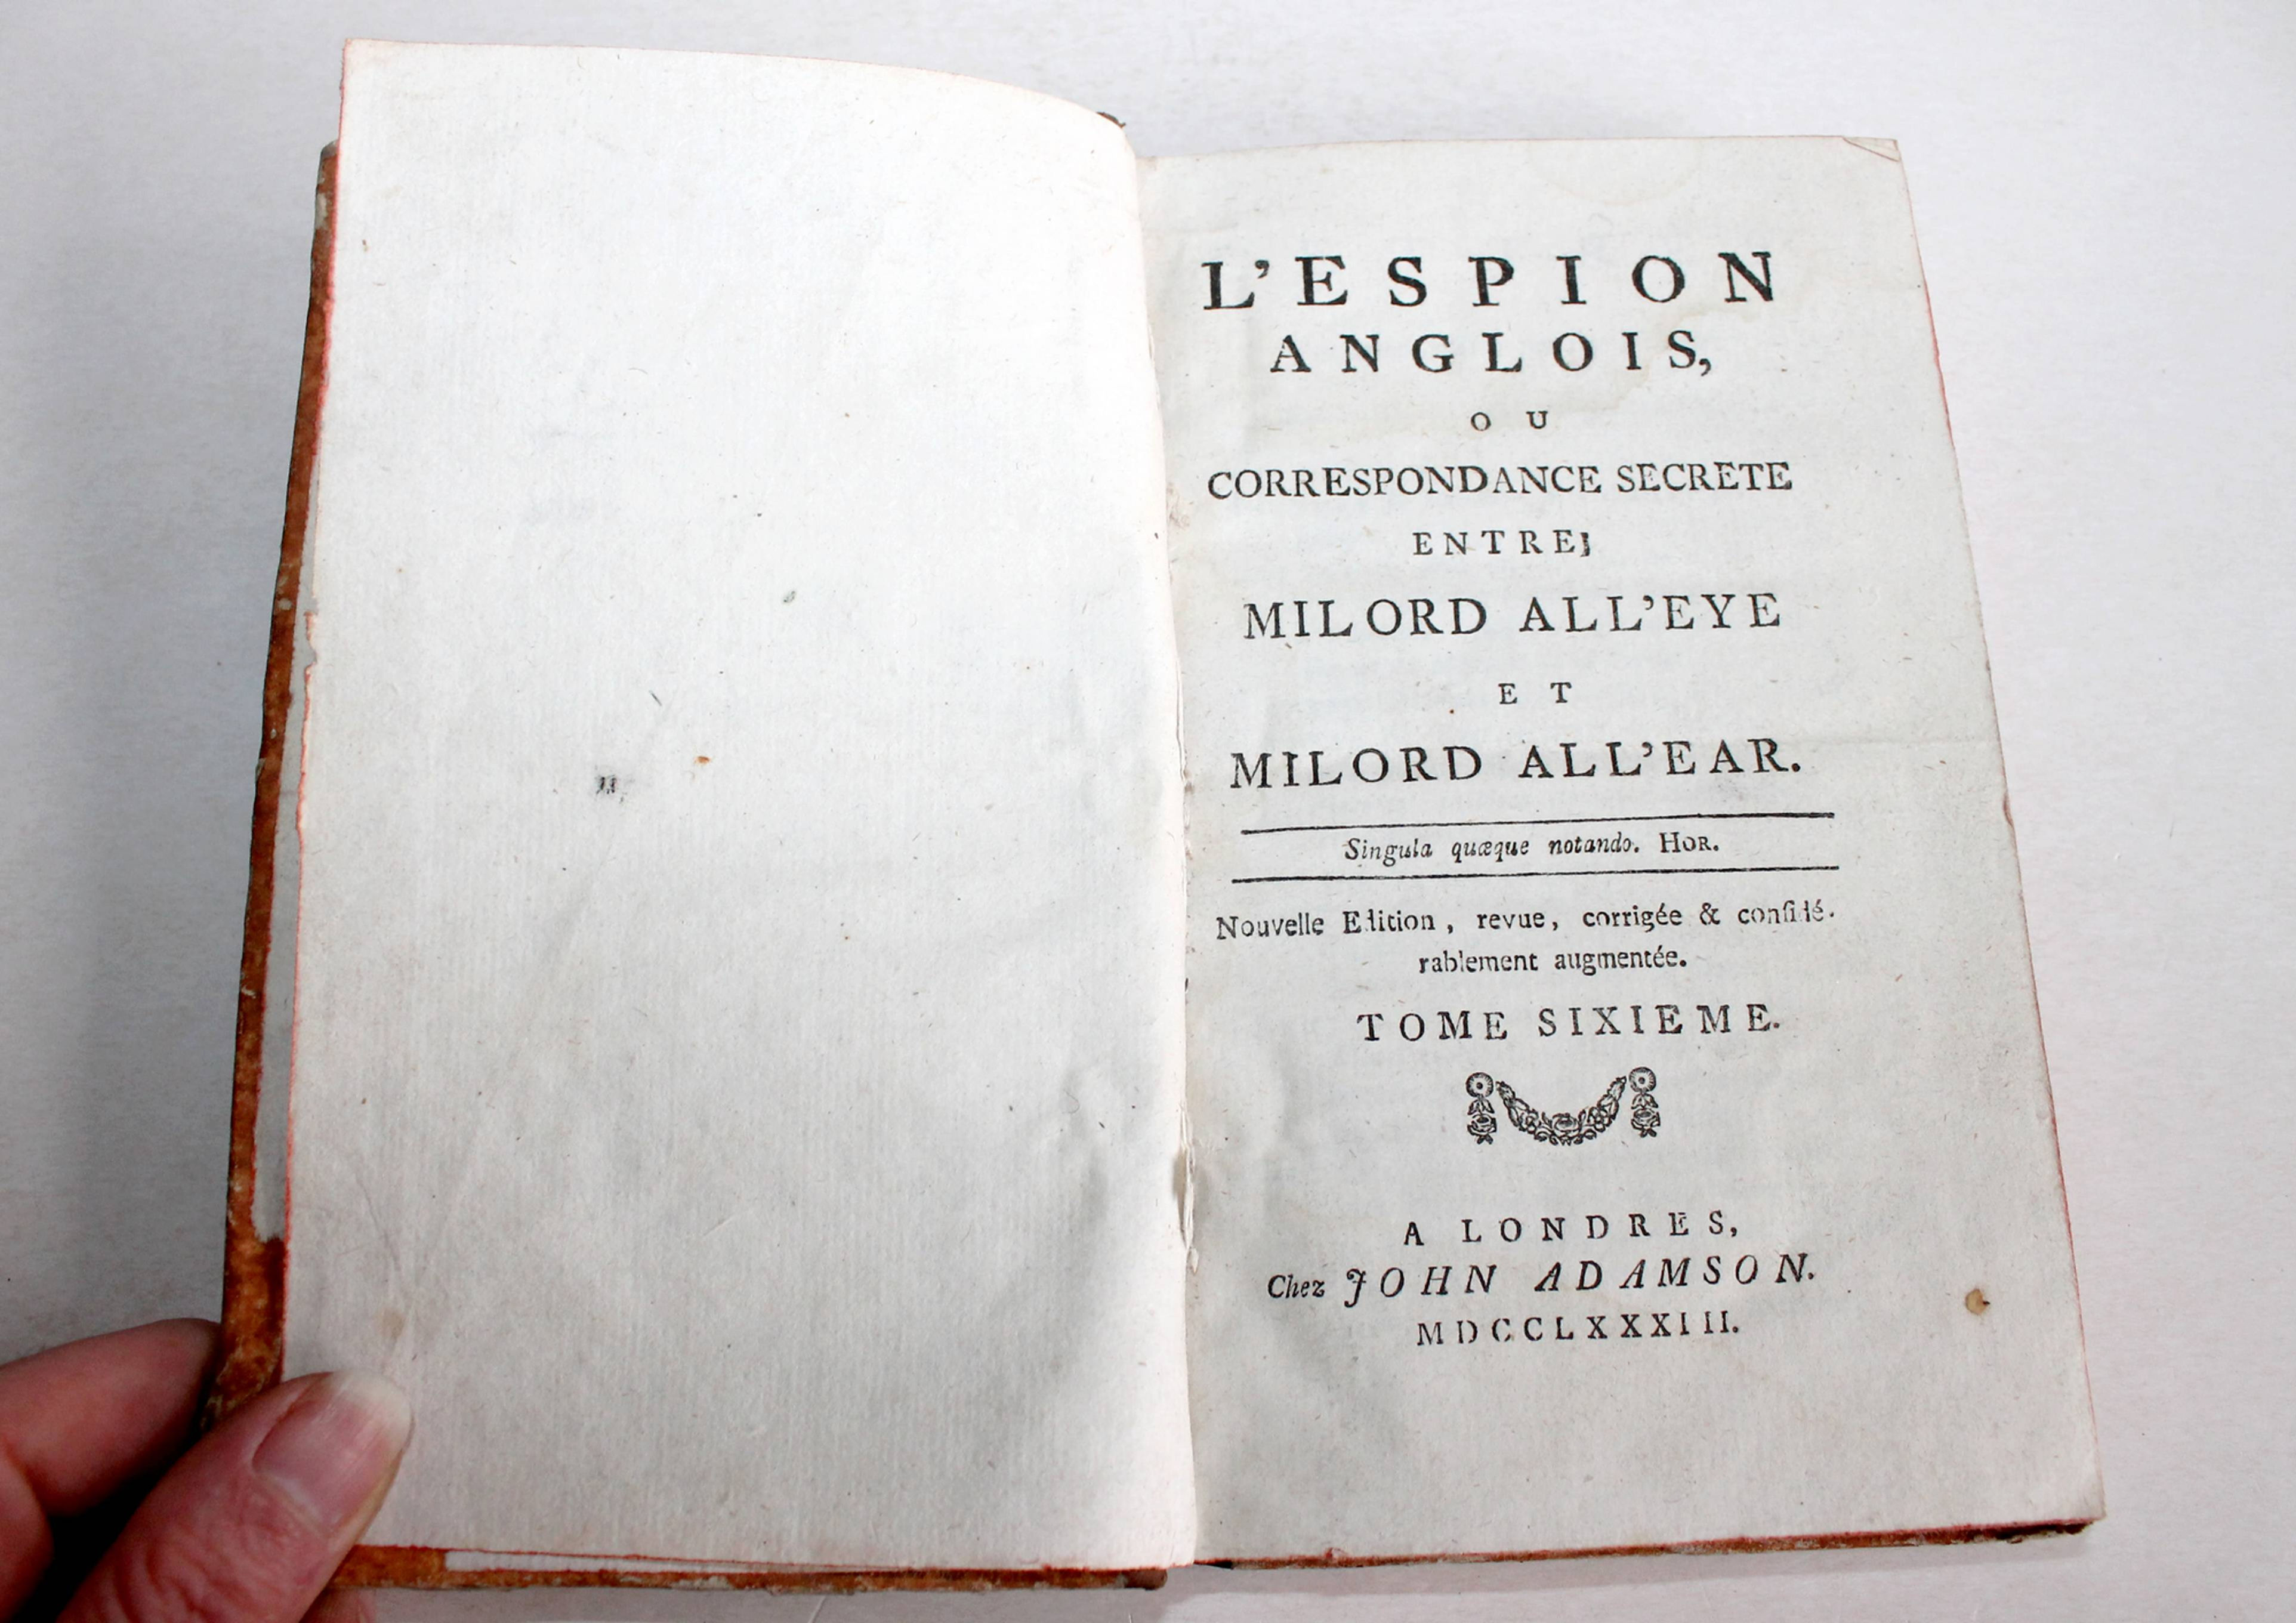 L'ESPION
ANGLOIS,
OU
CORRESPONDANCE SECRETE
ENTRE;
MILORD ALL'EYE
ET
MILORD ALL'EAR.
Singula quæque notando. HOR.
Nouvelle Edition, revue, corrigée & conſidé-
rablement augmentée.
TOME SIXIEME.
A LONDRES,
Chez JOHN ADAMSON.
MDCCLXXXIII.